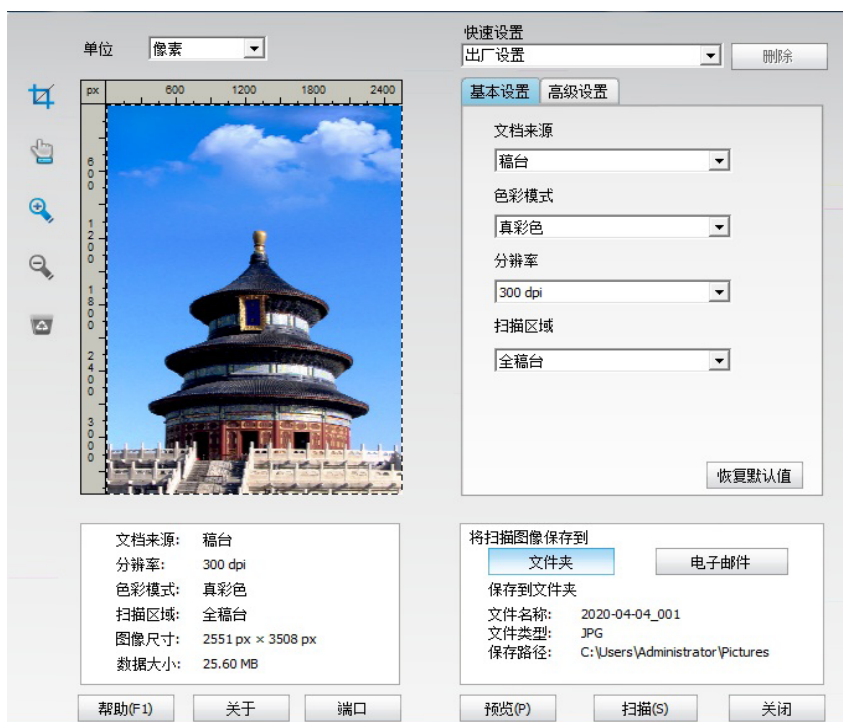 单位
像素
快速设置
出厂设置
删除
px 600 1200 1800 2400
600
1200
1800
2400
3000
基本设置 高级设置
文档来源
稿台
色彩模式
真彩色
分辨率
300 dpi
扫描区域
全稿台
恢复默认值
文档来源: 稿台
分辨率: 300 dpi
色彩模式: 真彩色
扫描区域: 全稿台
图像尺寸: 2551 px × 3508 px
数据大小: 25.60 MB
将扫描图像保存到
文件夹 电子邮件
保存到文件夹
文件名称: 2020-04-04_001
文件类型: JPG
保存路径: C:\Users\Administrator\Pictures
帮助(F1) 关于 端口 预览(P) 扫描(S) 关闭